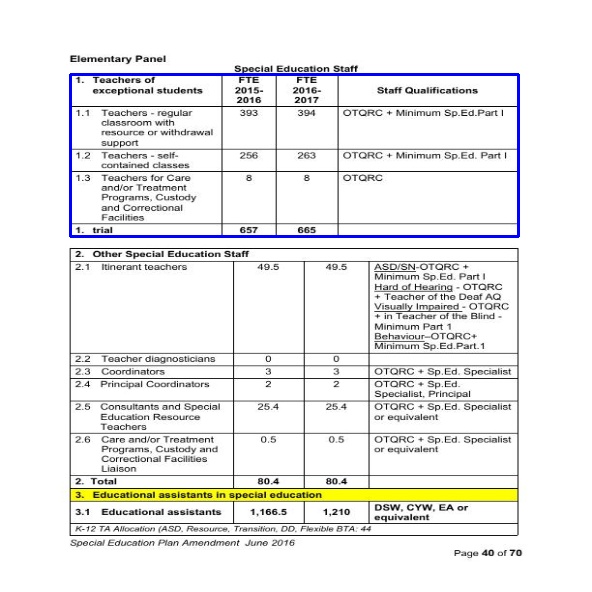 Elementary Panel
Special Education Staff
1. Teachers of exceptional students FTE 2015-2016 FTE 2016-2017 Staff Qualifications
1.1 Teachers - regular classroom with resource or withdrawal support 393 394 OTQRC + Minimum Sp.Ed.Part I
1.2 Teachers - self-contained classes 256 263 OTQRC + Minimum Sp.Ed. Part I
1.3 Teachers for Care and/or Treatment Programs, Custody and Correctional Facilities 8 8 OTQRC
1. trial 657 665
2. Other Special Education Staff
2.1 Itinerant teachers 49.5 49.5 ASD/SN-OTQRC + Minimum Sp.Ed. Part I
Hard of Hearing - OTQRC + Teacher of the Deaf AQ
Visually Impaired - OTQRC + in Teacher of the Blind - Minimum Part 1
Behaviour–OTQRC+ Minimum Sp.Ed.Part.1
2.2 Teacher diagnosticians 0 0
2.3 Coordinators 3 3 OTQRC + Sp.Ed. Specialist
2.4 Principal Coordinators 2 2 OTQRC + Sp.Ed. Specialist, Principal
2.5 Consultants and Special Education Resource Teachers 25.4 25.4 OTQRC + Sp.Ed. Specialist or equivalent
2.6 Care and/or Treatment Programs, Custody and Correctional Facilities Liaison 0.5 0.5 OTQRC + Sp.Ed. Specialist or equivalent
2. Total 80.4 80.4
3. Educational assistants in special education
3.1 Educational assistants 1,166.5 1,210 DSW, CYW, EA or equivalent
K-12 TA Allocation (ASD, Resource, Transition, DD, Flexible BTA: 44
Special Education Plan Amendment June 2016
Page 40 of 70